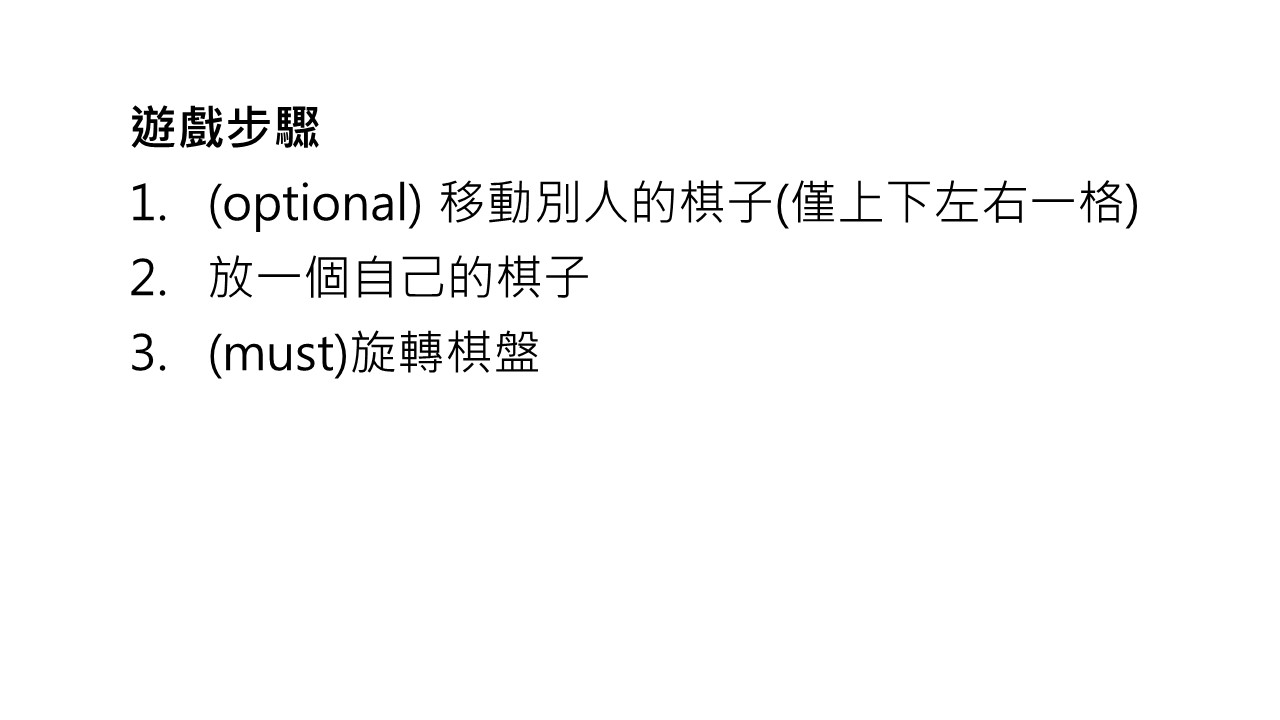 遊戲步驟
1. (optional) 移動別人的棋子(僅上下左右一格)
2. 放一個自己的棋子
3. (must)旋轉棋盤